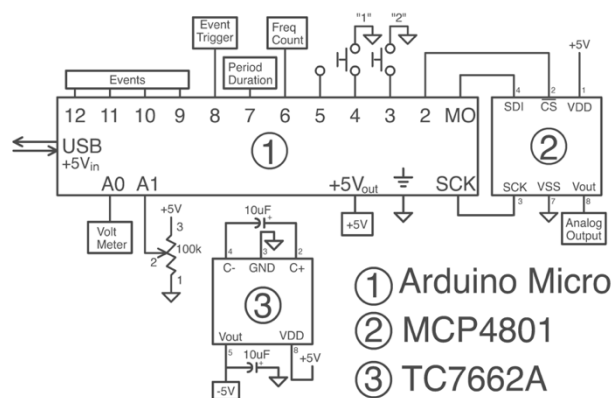 Event Trigger
Freq Count
"1" "2"
+5V
Events
Period Duration
4 2 1
12 11 10 9 8 7 6 5 4 3 2 MO
SDI CS VDD
USB
+5Vin
1
2
A0 A1 +5Vout SCK
SCK VSS Vout
3 7 8
Volt Meter
+5V
3
100k
2
1
+5V
Analog Output
10uF
+
4 3 2
C- GND C+
3
Vout VDD
5 8
10uF
+
+5V
-5V
1 Arduino Micro
2 MCP4801
3 TC7662A